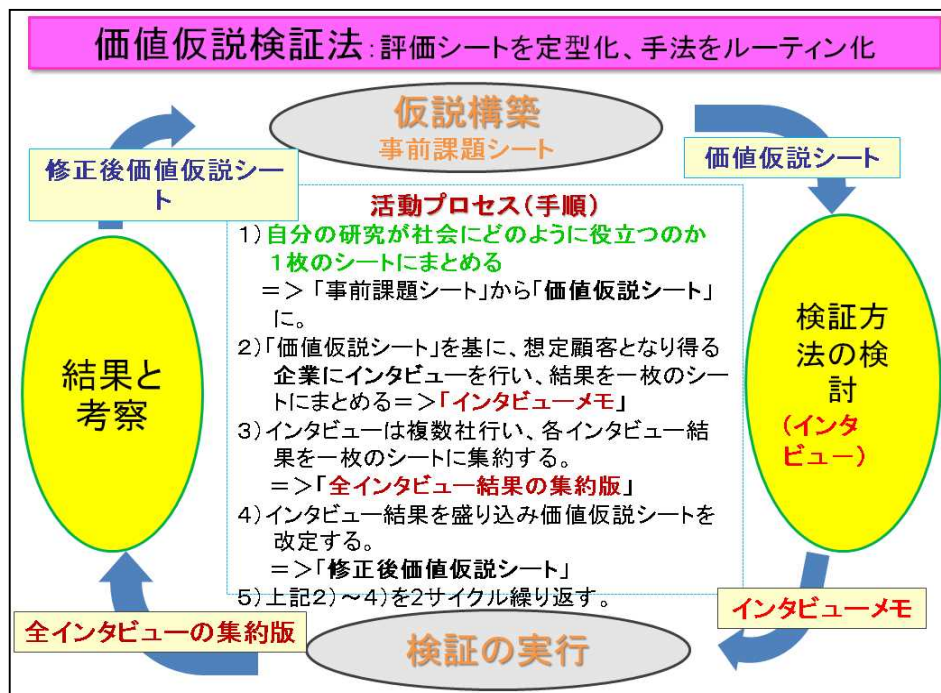 価値仮説検証法:評価シートを定型化、手法をルーティン化
仮説構築
事前課題シート
価値仮説シート
修正後価値仮説シー
ト
活動プロセス(手順)
1)自分の研究が社会にどのように役立つのか
1枚のシートにまとめる
=>「事前課題シート」から「価値仮説シート」
に。
2)「価値仮説シート」を基に、想定顧客となり得る
企業にインタビューを行い、結果を一枚のシー
トにまとめる=>「インタビューメモ」
3)インタビューは複数社行い、各インタビュー結
果を一枚のシートに集約する。
=>「全インタビュー結果の集約版」
4)インタビュー結果を盛り込み価値仮説シートを
改定する。
=>「修正後価値仮説シート」
5)上記2)~4)を2サイクル繰り返す。
検証方
法の検
討
(インタ
ビュー)
結果と
考察
インタビューメモ
全インタビューの集約版
検証の実行